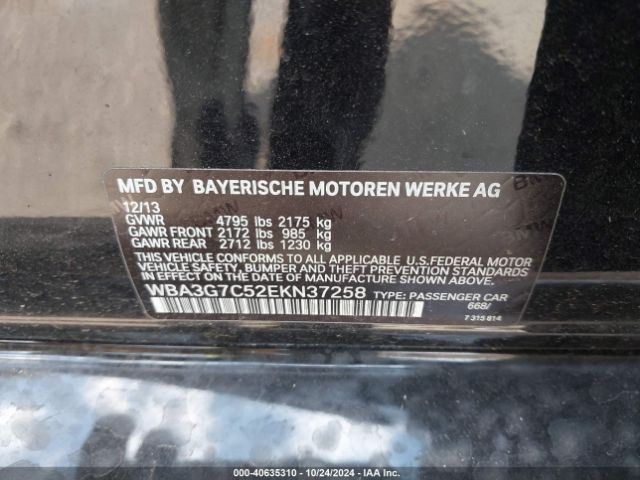 MFD BY BAYERISCHE MOTOREN WERKE AG
12/13
GVWR 4795 lbs 2175 kg
GAWR FRONT 2172 lbs 985 kg
GAWR REAR 2712 lbs 1230 kg
THIS VEHICLE CONFORMS TO ALL APPLICABLE U.S. FEDERAL MOTOR
VEHICLE SAFETY, BUMPER AND THEFT PREVENTION STANDARDS
IN EFFECT ON THE DATE OF MANUFACTURE SHOWN ABOVE.
WBA3G7C52EKN37258 TYPE: PASSENGER CAR
668/
7 315 814
000-40635310 - 10/24/2024 - IAA Inc.